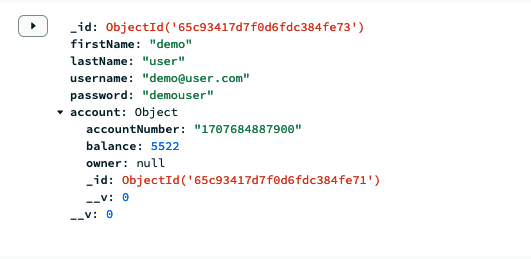 _id: ObjectId('65c93417d7f0d6fdc384fe73')
firstName: "demo"
lastName: "user"
username: "demo@user.com"
password: "demouser"
account: Object
accountNumber: "1707684887900"
balance: 5522
owner: null
_id: ObjectId('65c93417d7f0d6fdc384fe71')
__v: 0
__v: 0